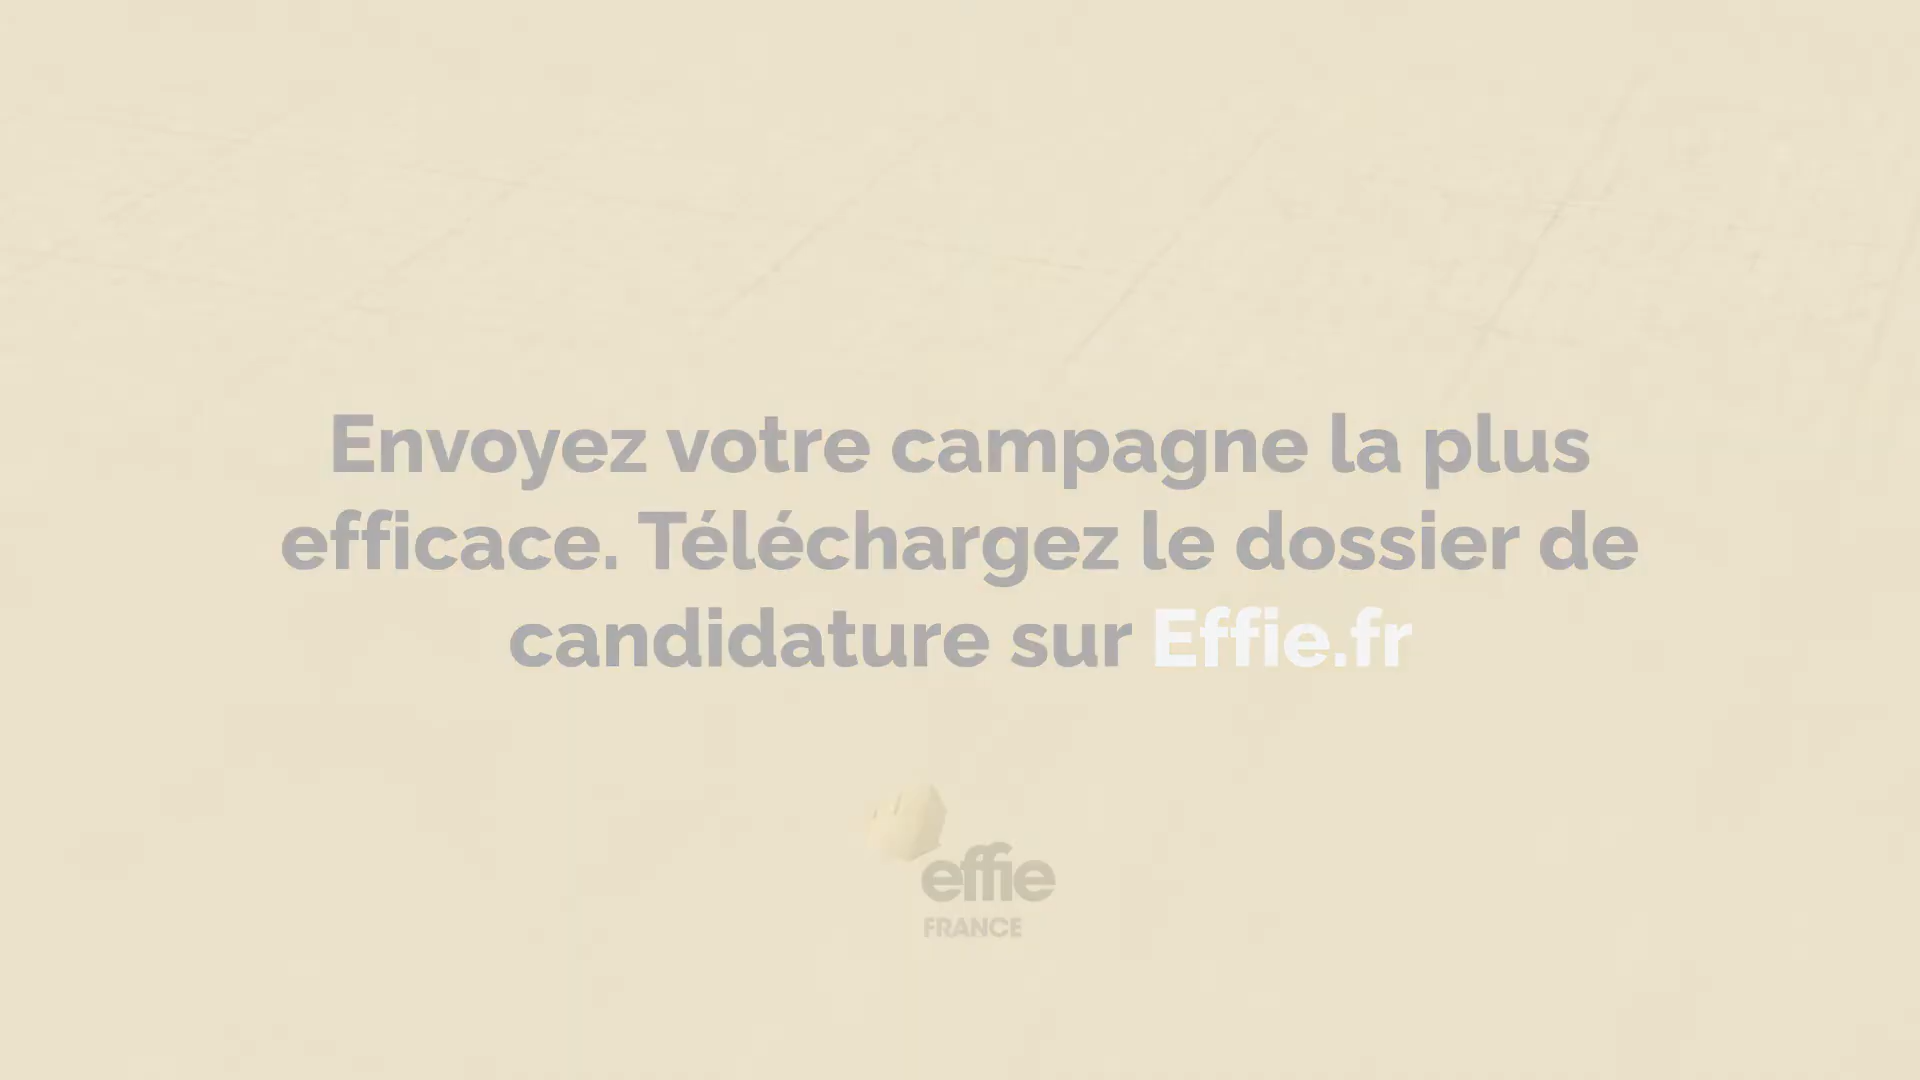 Envoyez votre campagne la plus
efficace. Téléchargez le dossier de
candidature sur Effie.fr
effie
FRANCE